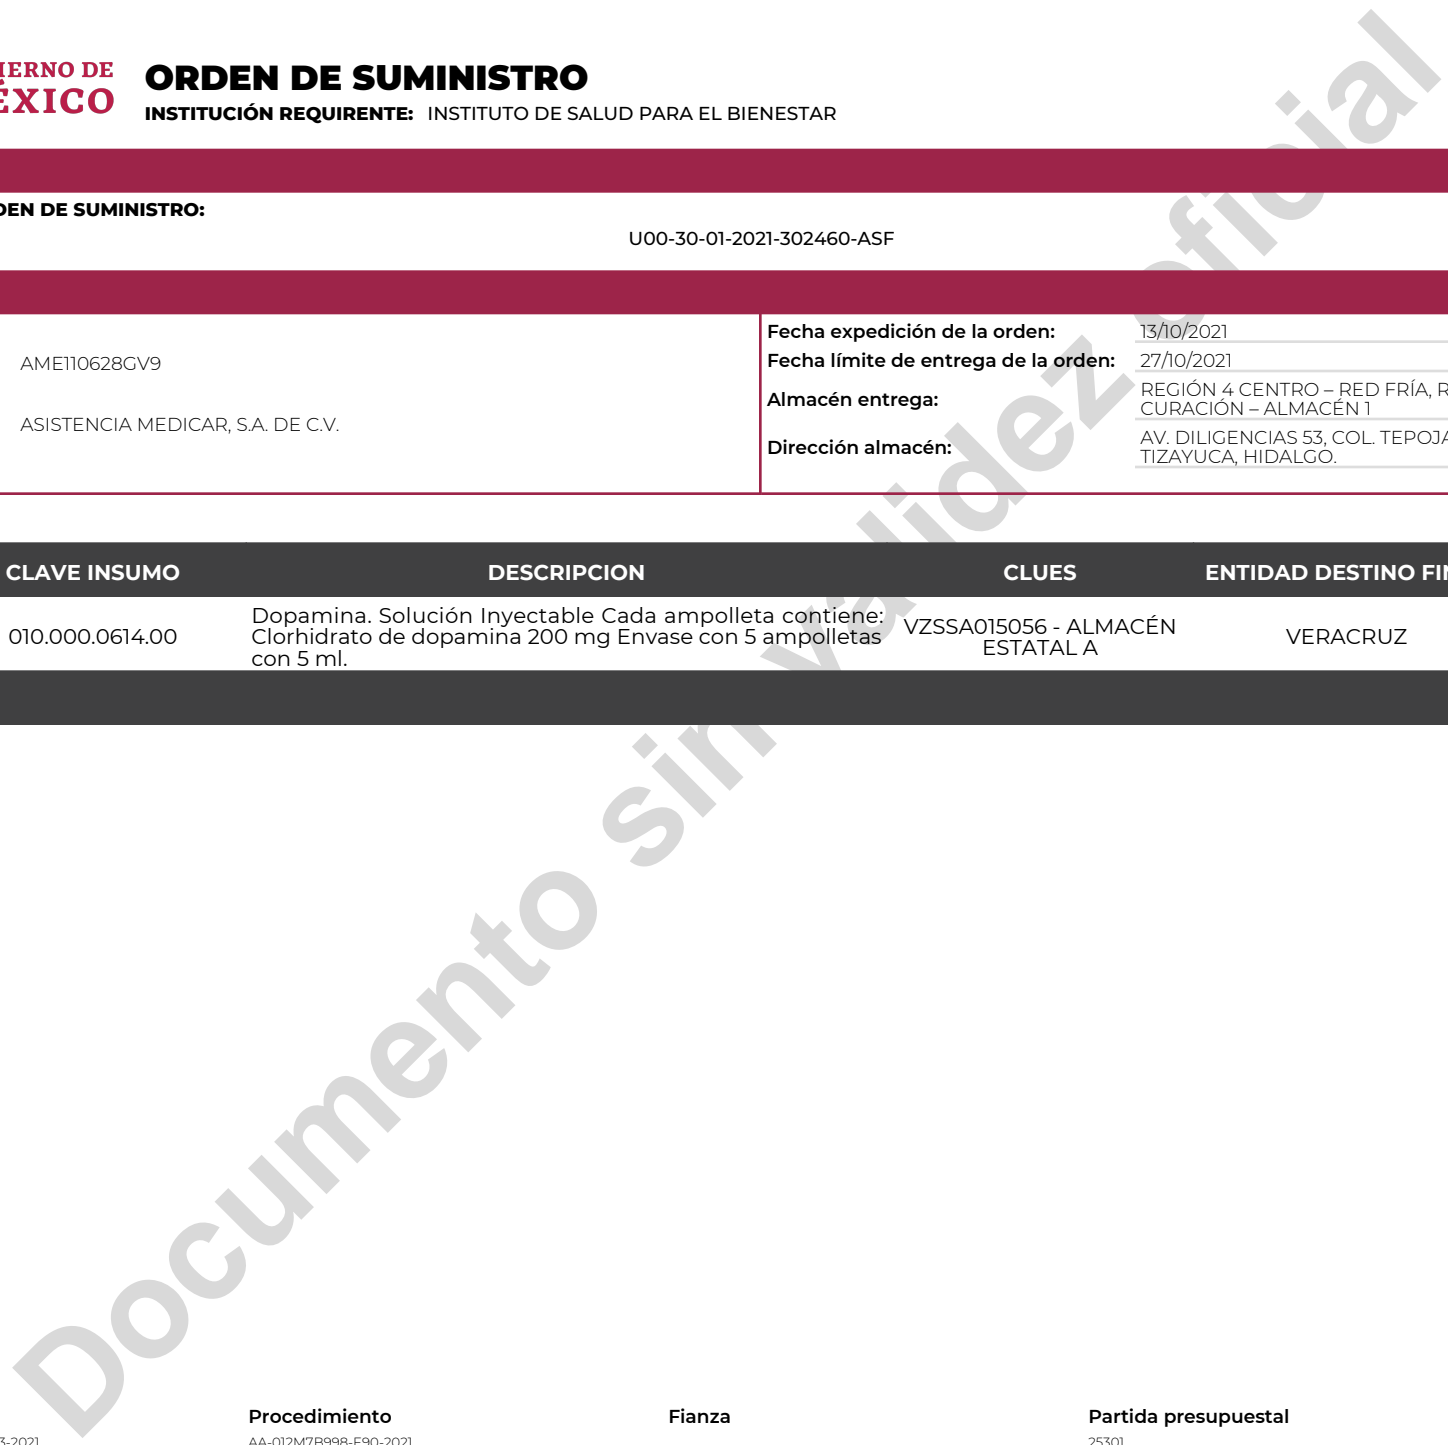 ORDEN DE SUMINISTRO
INSTITUCIÓN REQUIRENTE: INSTITUTO DE SALUD PARA EL BIENESTAR
DE
DE SUMINISTRO:
U00-30-01-2021-302460-ASF
AME110628GV9
ASISTENCIA MEDICAR, S.A. DE C.V.
Fecha expedición de la orden: 13/10/2021
Fecha límite de entrega de la orden: 27/10/2021
Almacén entrega: REGIÓN 4 CENTRO – RED FRÍA,
CURACIÓN – ALMACÉN 1
Dirección almacén: AV. DILIGENCIAS 53, COL.
TIZAYUCA, HIDALGO.
CLAVE INSUMO DESCRIPCION CLUES ENTIDAD DESTINO
010.000.0614.00
Dopamina. Solución Inyectable Cada ampolleta contiene:
Clorhidrato de dopamina 200 mg Envase con 5 ampolletas
con 5 ml.
VZSSA015056 - ALMACÉN
ESTATAL A
VERACRUZ
Documento sin validez oficial
Procedimiento Fianza Partida presupuestal
AA-012M7B998-E90-2021 25301